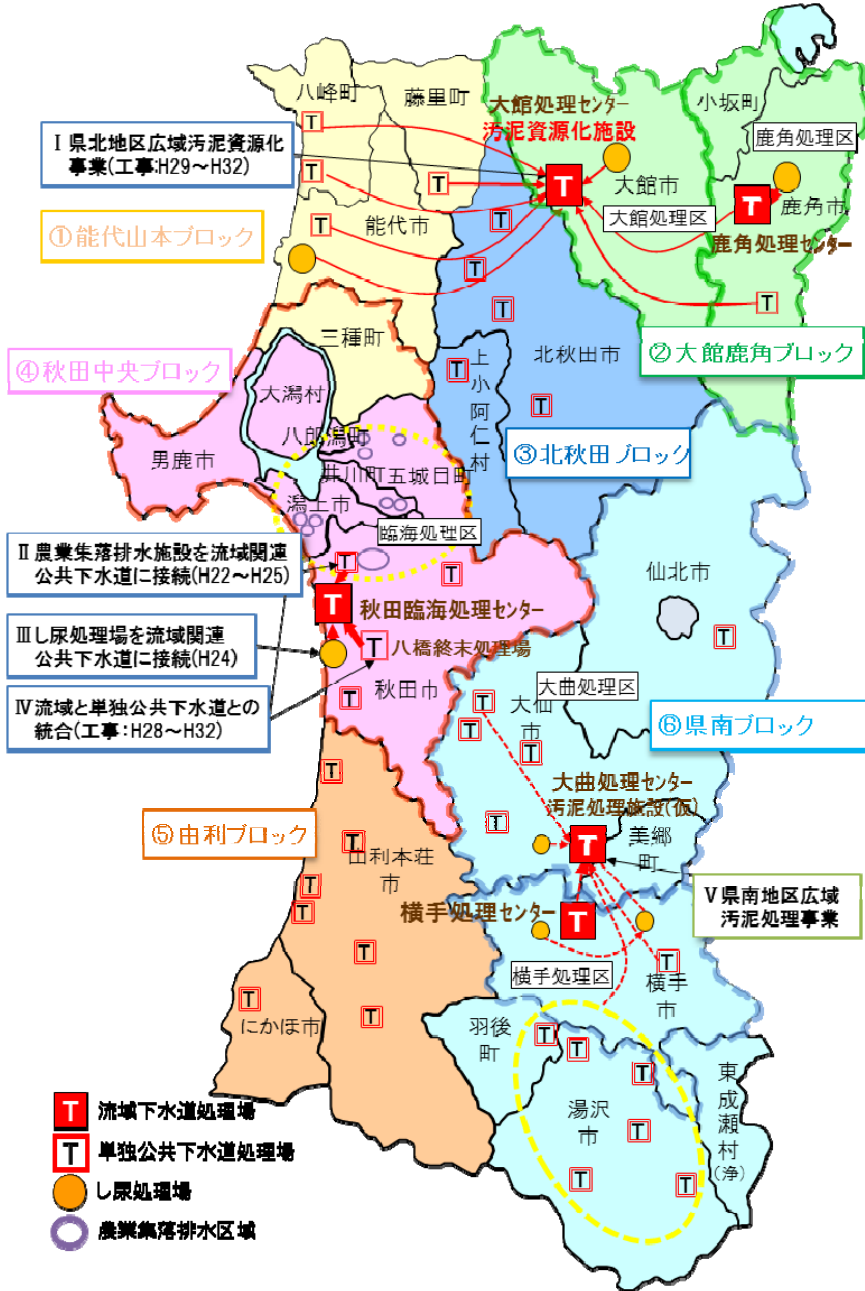 八峰町
藤里町
大館処理センター
汚泥資源化施設
小坂町
鹿角処理区
Ⅰ県北地区広域汚泥資源化
事業(工事:H29～H32)
T
T
T
T
T
T
大館市
大館処理区
鹿角市
鹿角処理センター
①能代山本ブロック
能代市
T
T
T
T
T
三種町
北秋田市
②大館鹿角ブロック
④秋田中央ブロック
大潟村
上小阿仁村
T
T
男鹿市
八郎潟町
③北秋田ブロック
井川町
五城目町
潟上市
臨海処理区
Ⅱ農業集落排水施設を流域関連
公共下水道に接続(H22～H25)
T
T
仙北市
T
秋田臨海処理センター
Ⅲし尿処理場を流域関連
公共下水道に接続(H24)
T
八橋終末処理場
T
秋田市
T
大曲処理区
大仙市
T
T
T
Ⅳ流域と単独公共下水道との
統合(工事:H28～H32)
⑥県南ブロック
T
大曲処理センター
汚泥処理施設(仮)
T
T
美郷町
⑤由利ブロック
T
由利本荘市
T
T
T
T
Ⅴ県南地区広域
汚泥処理事業
横手処理センター
T
横手処理区
T
横手市
T
にかほ市
羽後町
T
T
T
湯沢市
T
T
T
東成瀬村(浄)
T 流域下水道処理場
T 単独公共下水道処理場
し尿処理場
農業集落排水区域